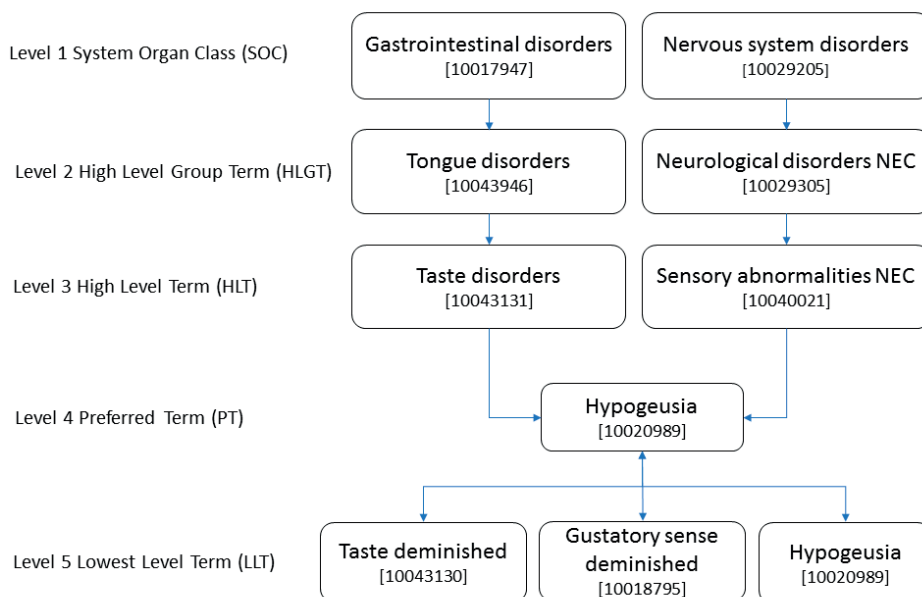 Level 1 System Organ Class (SOC)
Gastrointestinal disorders
[10017947]
Nervous system disorders
[10029205]
Level 2 High Level Group Term (HLGT)
Tongue disorders
[10043946]
Neurological disorders NEC
[10029305]
Level 3 High Level Term (HLT)
Taste disorders
[10043131]
Sensory abnormalities NEC
[10040021]
Level 4 Preferred Term (PT)
Hypogeusia
[10020989]
Level 5 Lowest Level Term (LLT)
Taste deminished
[10043130]
Gustatory sense
deminished
[10018795]
Hypogeusia
[10020989]